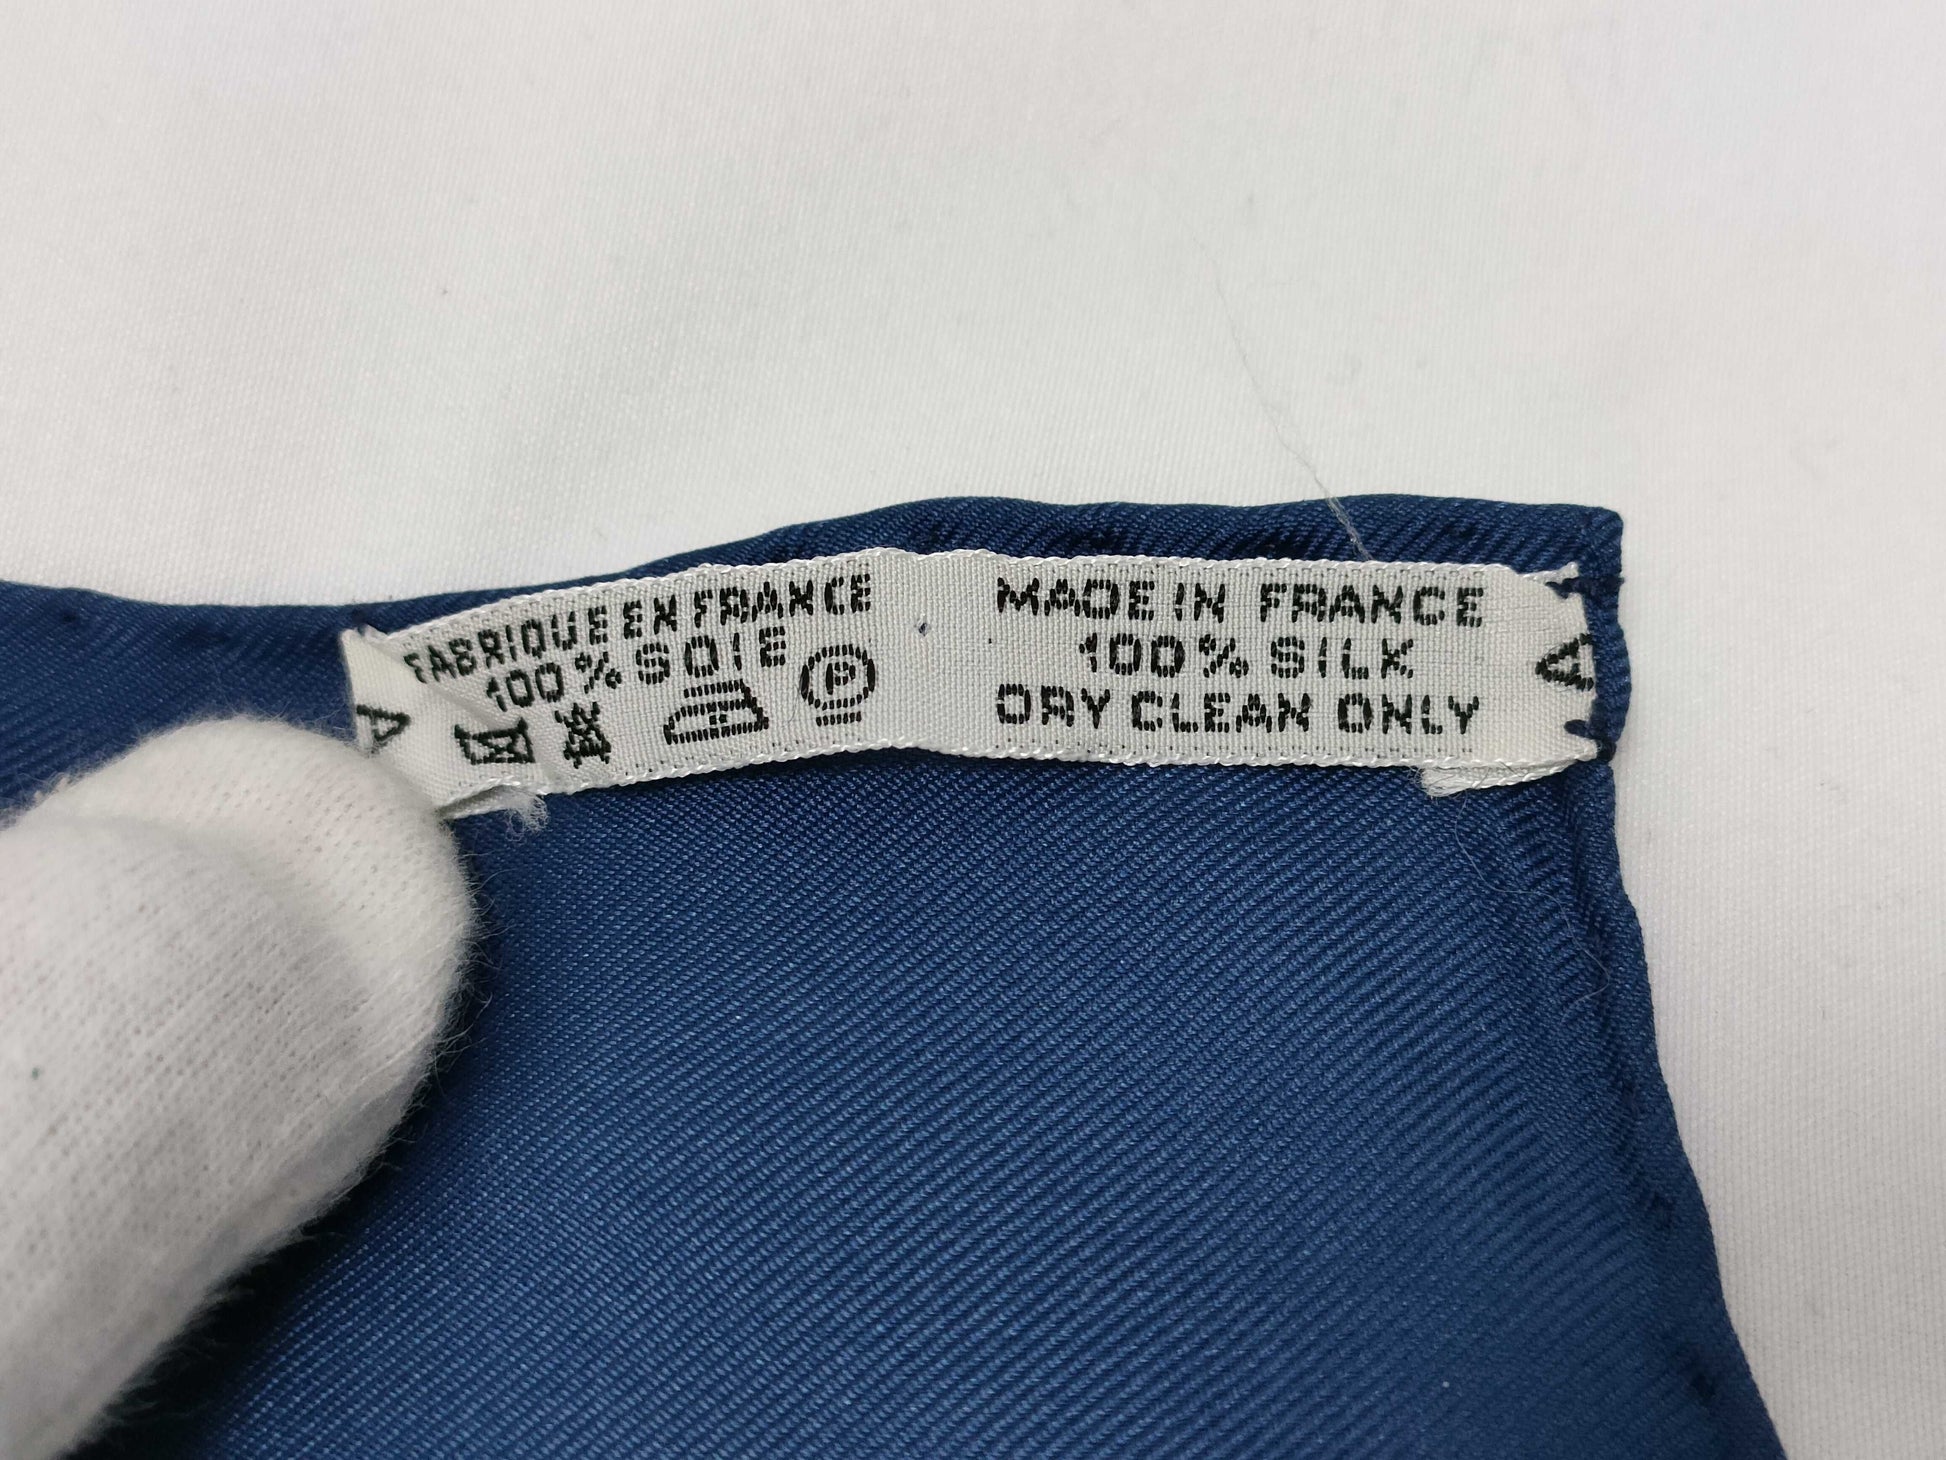 FABRIQUE EN FRANCE
100% SOIE
P
A
MADE IN FRANCE
100% SILK
DRY CLEAN ONLY
A